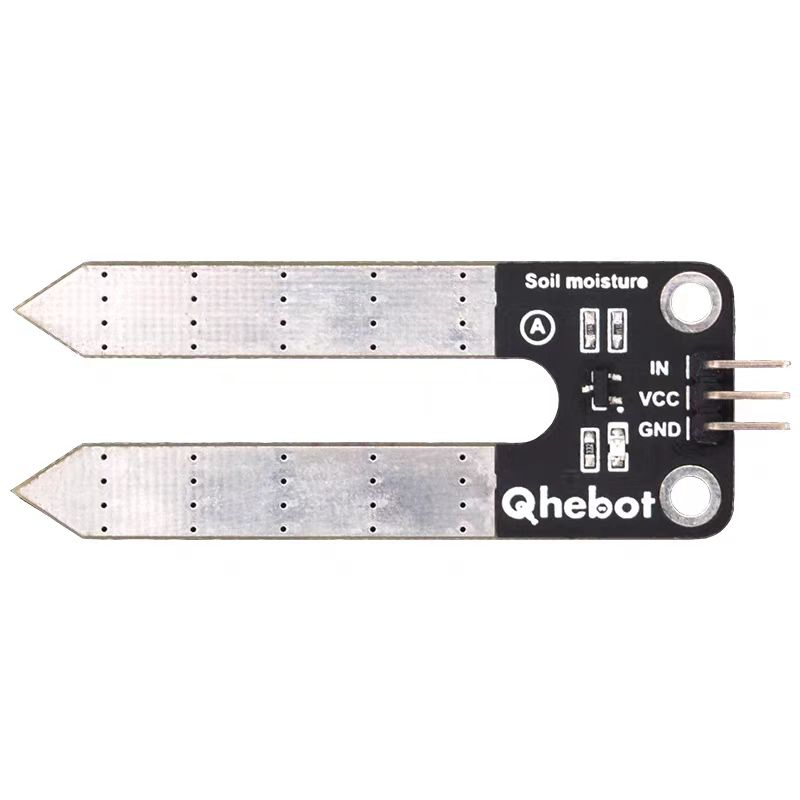 Soil moisture
A
IN
VCC
GND
Qhebot